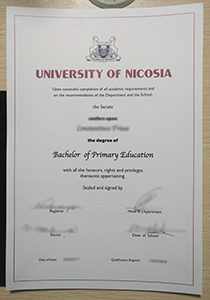 UNIVERSITY OF NICOSIA
Upon successful completion of all academic requirements and
on the recommendation of the Department and the School,
the Senate
confers upon
the degree of
Bachelor of Primary Education
with all the honours, rights and privileges
thereunto appertaining
Sealed and signed by
Registrar
Head of Department
Rector
Dean of School
Date of Issue
Qualification Register